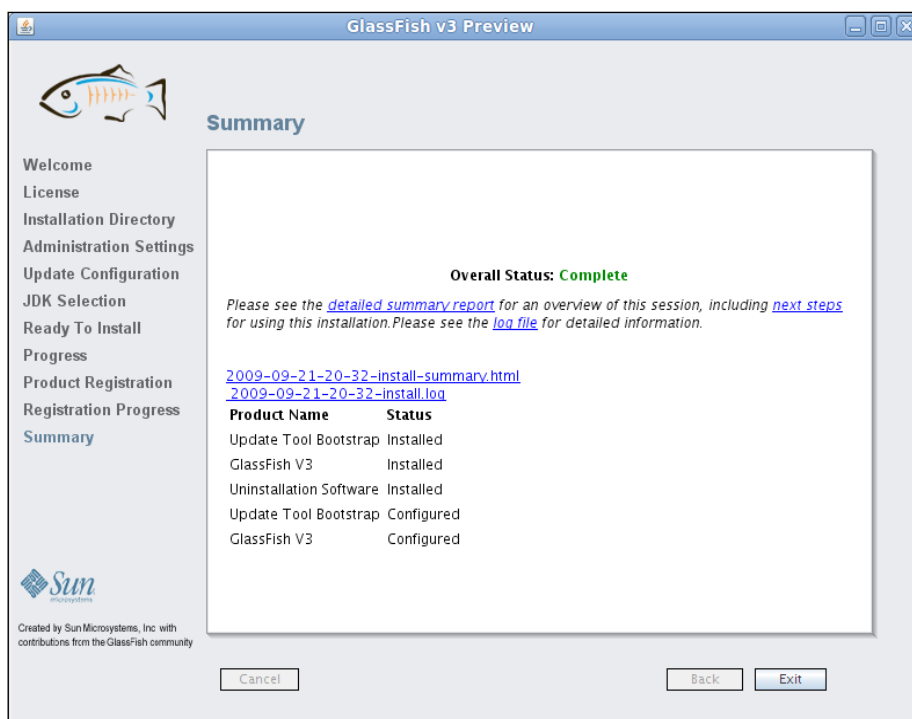 GlassFish v3 Preview
Summary
Welcome
License
Installation Directory
Administration Settings
Update Configuration
JDK Selection
Ready To Install
Progress
Product Registration
Registration Progress
Summary
Overall Status: Complete
Please see the detailed summary report for an overview of this session, including next steps
for using this installation.Please see the log file for detailed information.
2009-09-21-20-32-install-summary.html
2009-09-21-20-32-install.log
Product Name Status
Update Tool Bootstrap Installed
GlassFish V3 Installed
Uninstallation Software Installed
Update Tool Bootstrap Configured
GlassFish V3 Configured
Sun
microsystems
Created by Sun Microsystems, Inc with
contributions from the GlassFish community
Cancel Back Exit